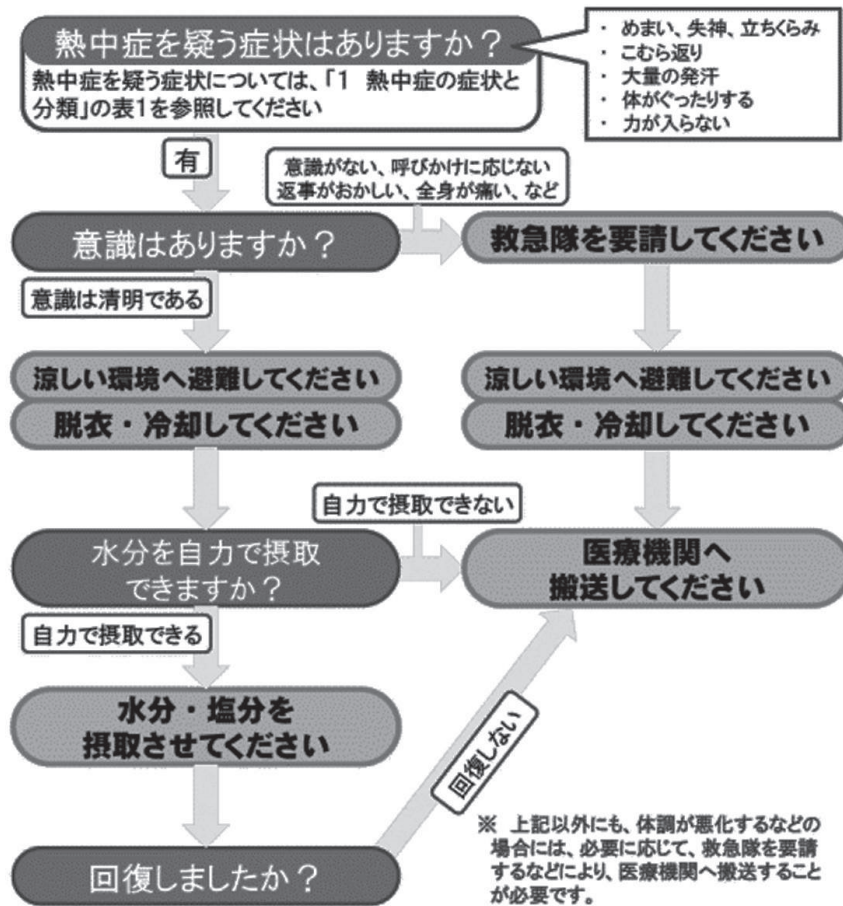 熱中症を疑う症状はありますか？
熱中症を疑う症状については、「1　熱中症の症状と
分類」の表1を参照してください
・ めまい、失神、立ちくらみ
・ こむら返り
・ 大量の発汗
・ 体がぐったりする
・ 力が入らない
有
意識がない、呼びかけに応じない
返事がおかしい、全身が痛い、など
意識はありますか？
救急隊を要請してください
意識は清明である
涼しい環境へ避難してください
脱衣・冷却してください
涼しい環境へ避難してください
脱衣・冷却してください
自力で摂取できない
水分を自力で摂取
できますか？
医療機関へ
搬送してください
自力で摂取できる
水分・塩分を
摂取させてください
回復しない
回復しましたか？
※　上記以外にも、体調が悪化するなどの
場合には、必要に応じて、救急隊を要請
するなどにより、医療機関へ搬送すること
が必要です。